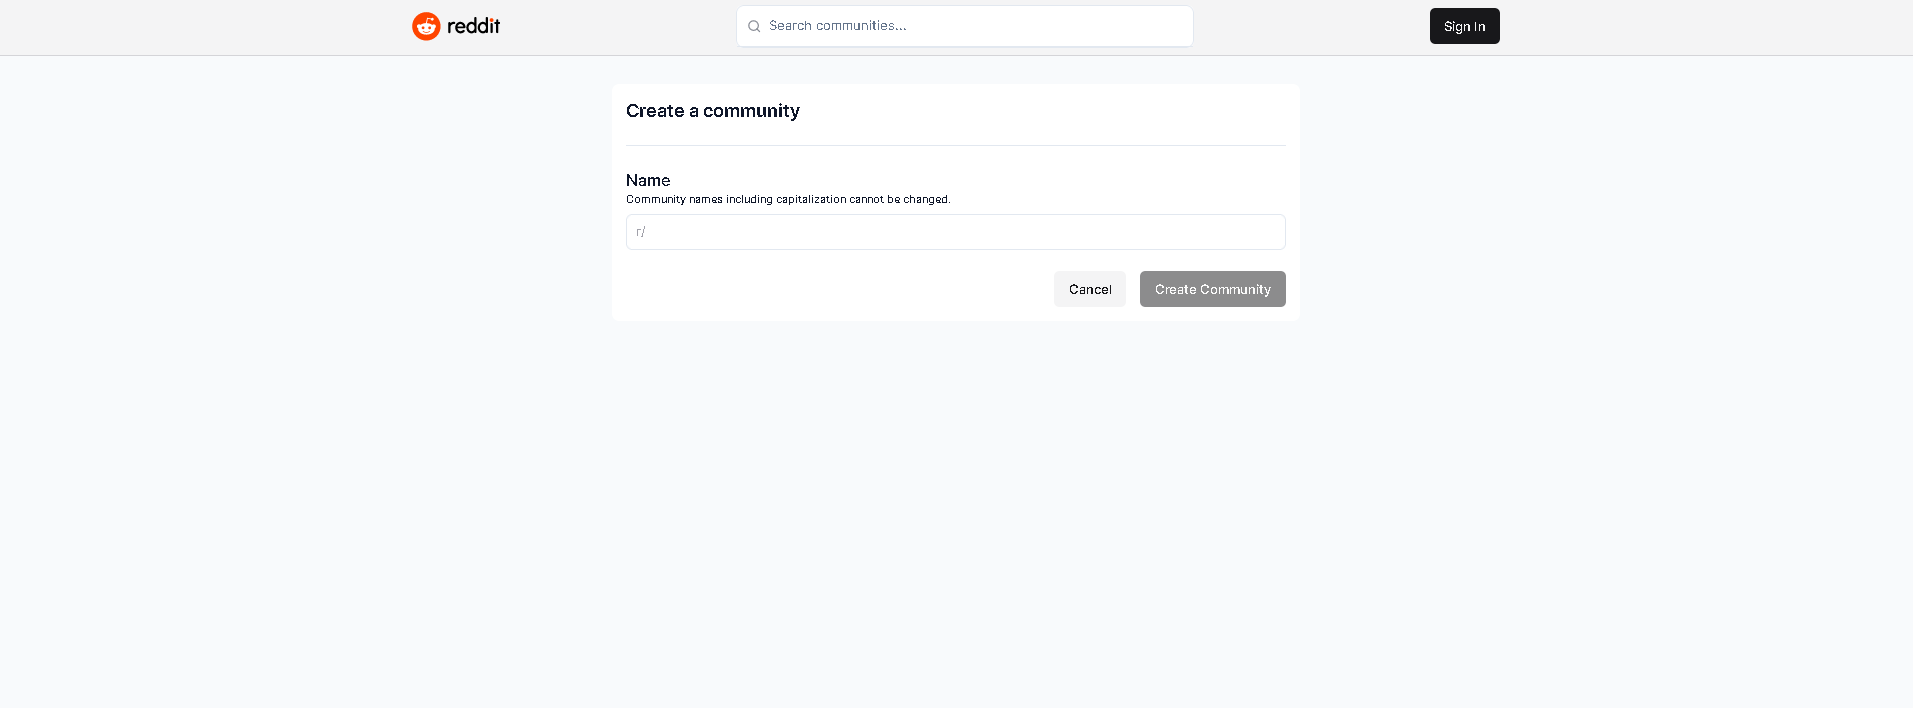 reddit
Search communities...
Sign In
Create a community
Name
Community names including capitalization cannot be changed.
r/
Cancel
Create Community